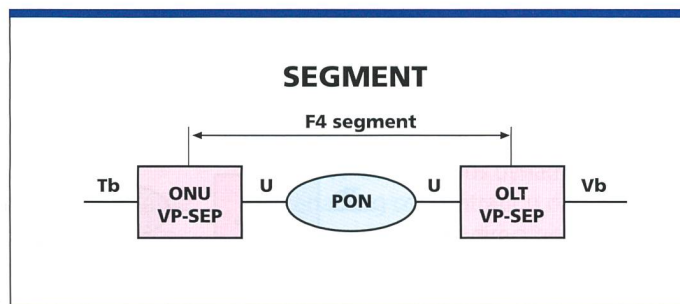 SEGMENT
F4 segment
Tb
ONU
VP-SEP
U
PON
U
OLT
VP-SEP
Vb